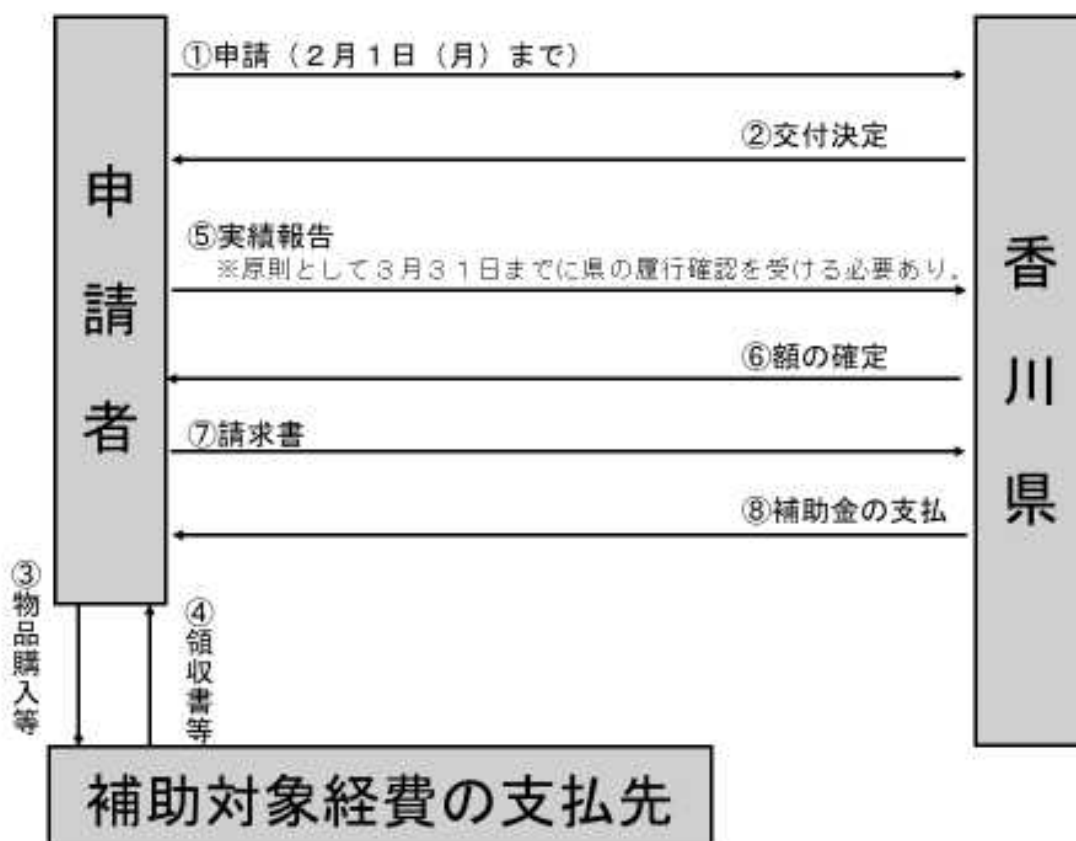 ①申請（２月１日（月）まで）
②交付決定
申請者
⑤実績報告
※原則として３月３１日までに県の履行確認を受ける必要あり。
香川県
⑥額の確定
⑦請求書
⑧補助金の支払
③物品購入等
④領収書等
補助対象経費の支払先